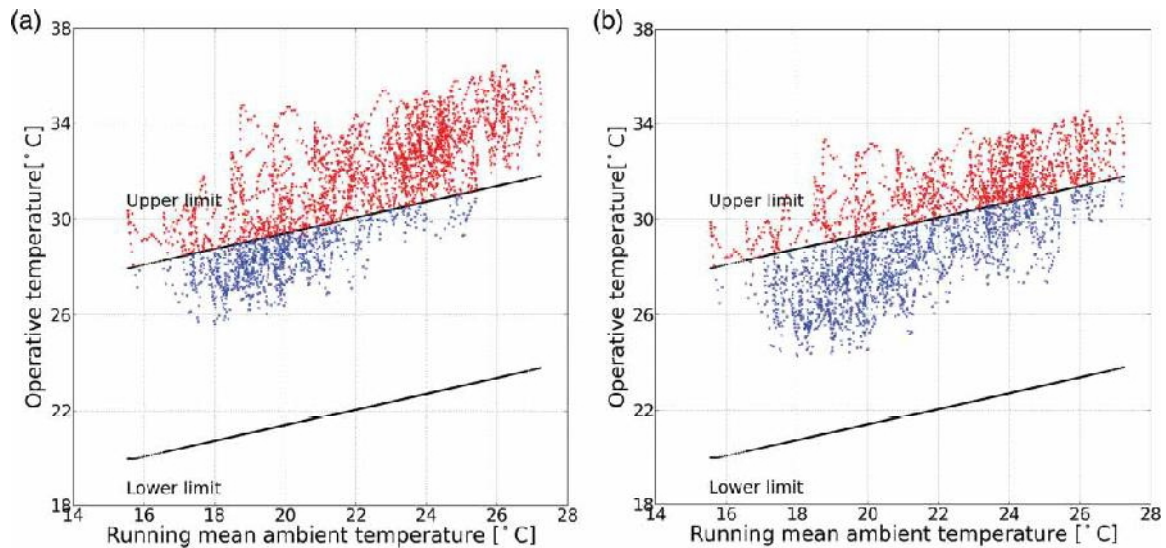 (a)
38
34
30
26
22
18
Operative temperature[°C]
Upper limit
Lower limit
14 16 18 20 22 24 26 28
Running mean ambient temperature [°C]
(b)
38
34
30
26
22
18
Operative temperature[°C]
Upper limit
Lower limit
14 16 18 20 22 24 26 28
Running mean ambient temperature [°C]